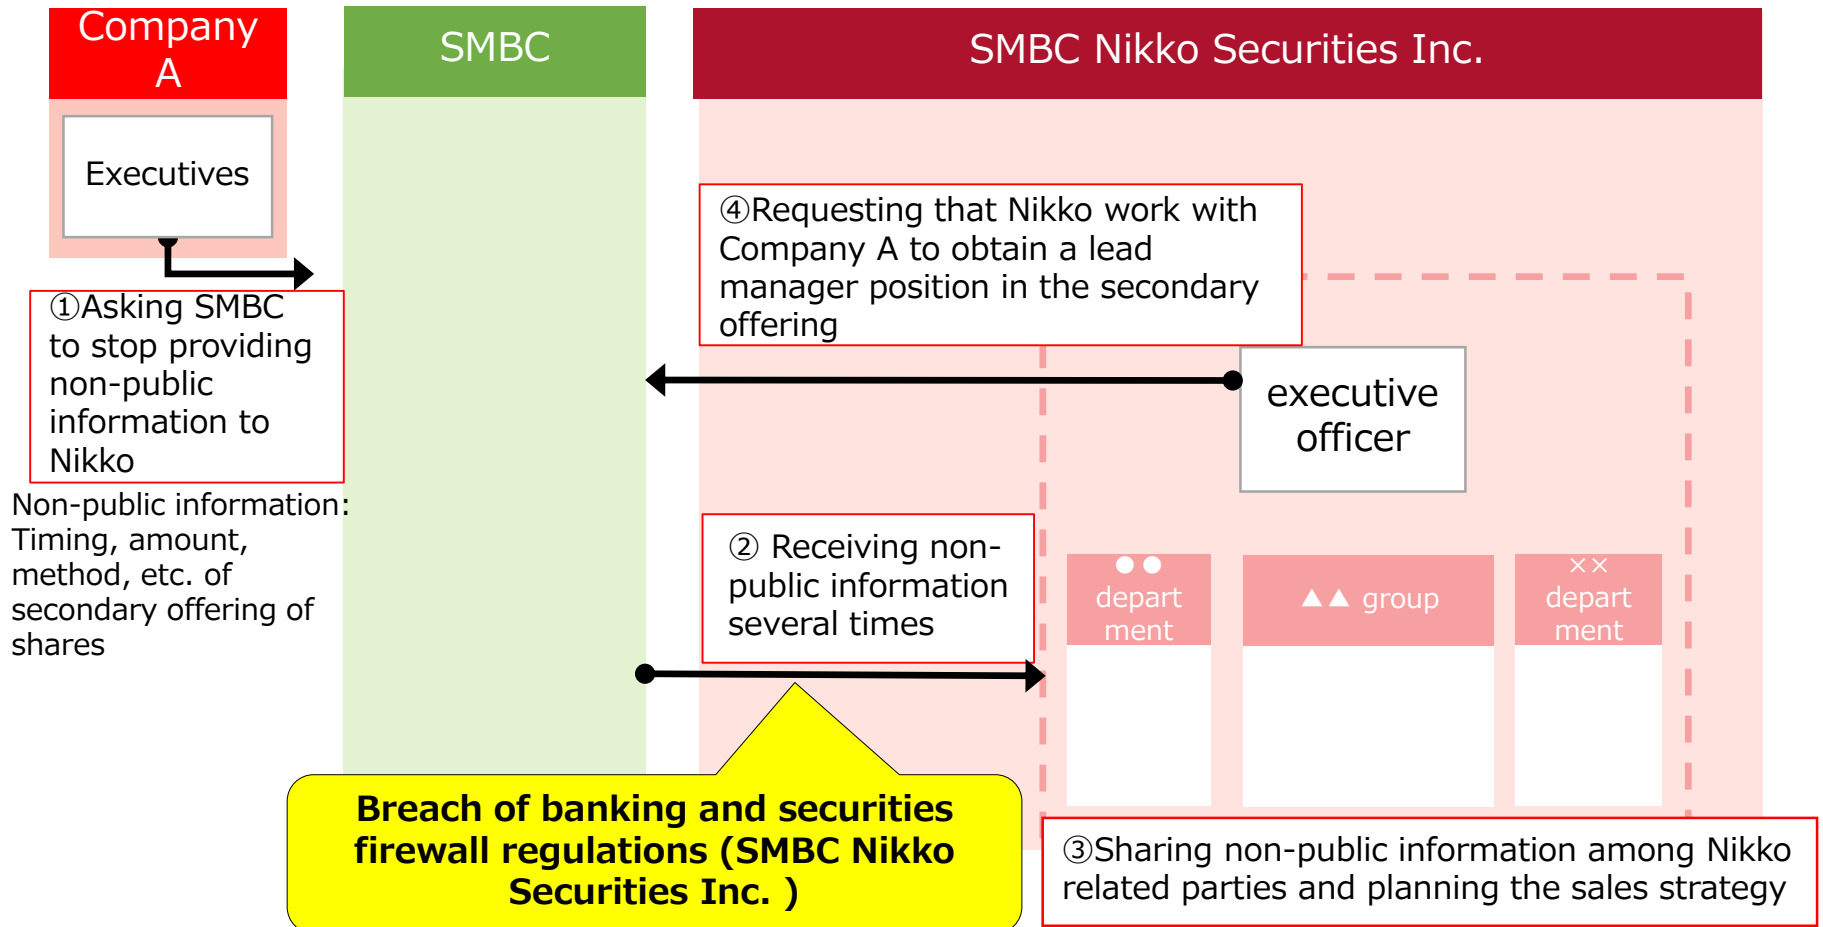 Company
A
SMBC
SMBC Nikko Securities Inc.
Executives
①Asking SMBC
to stop providing
non-public
information to
Nikko
Non-public information:
Timing, amount,
method, etc. of
secondary offering of
shares
④Requesting that Nikko work with
Company A to obtain a lead
manager position in the secondary
offering
executive
officer
② Receiving non-
public information
several times
●●
depart
ment
▲▲ group
××
depart
ment
Breach of banking and securities
firewall regulations (SMBC Nikko
Securities Inc. )
③Sharing non-public information among Nikko
related parties and planning the sales strategy